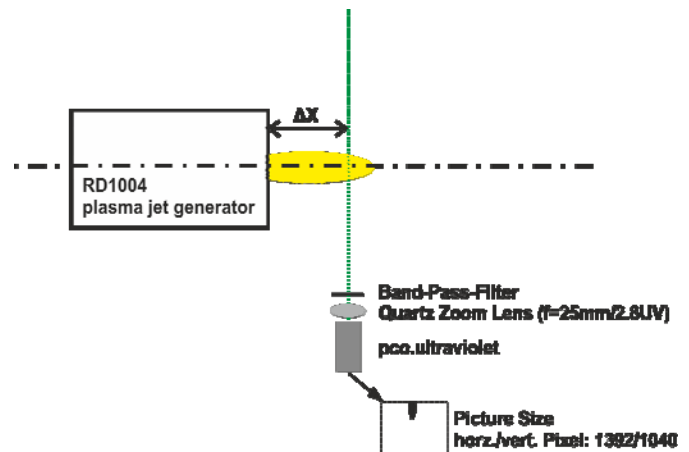 ΔX
RD1004
plasma jet generator
Band-Pass-Filter
Quartz Zoom Lens (f=25mm/2.8UV)
pco.ultraviolet
Picture Size
horz./vert. Pixel: 1392/1040